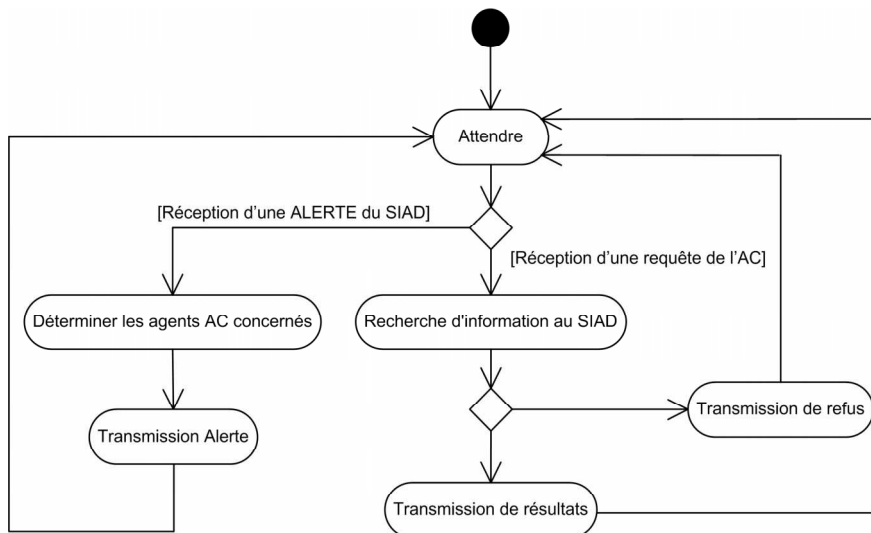 Attendre
[Réception d'une ALERTE du SIAD]
[Réception d'une requête de l'AC]
Déterminer les agents AC concernés
Recherche d'information au SIAD
Transmission de refus
Transmission Alerte
Transmission de résultats